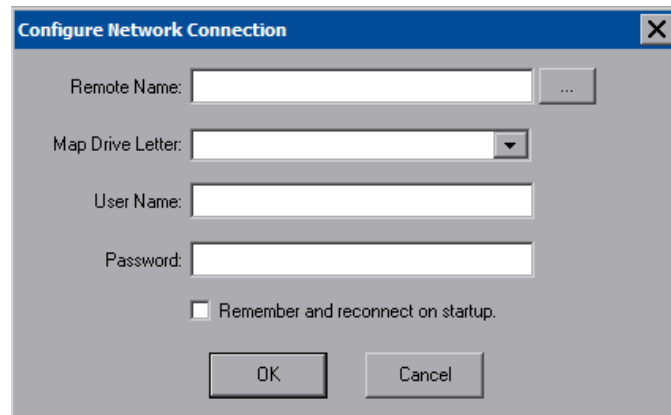 Configure Network Connection
Remote Name:
...
Map Drive Letter:
User Name:
Password:
Remember and reconnect on startup.
OK Cancel